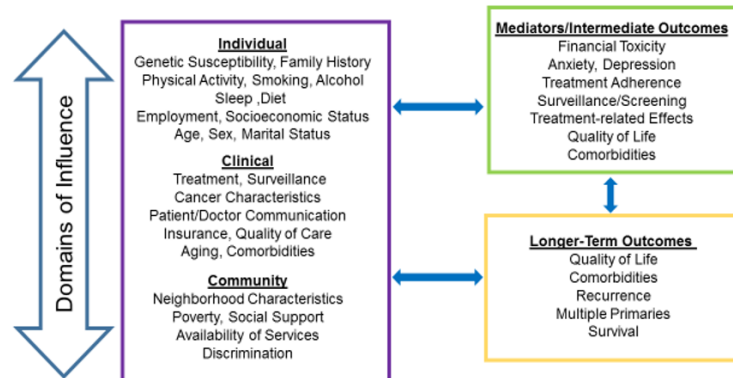 Domains of Influence
Individual
Genetic Susceptibility, Family History
Physical Activity, Smoking, Alcohol
Sleep ,Diet
Employment, Socioeconomic Status
Age, Sex, Marital Status
Clinical
Treatment, Surveillance
Cancer Characteristics
Patient/Doctor Communication
Insurance, Quality of Care
Aging, Comorbidities
Community
Neighborhood Characteristics
Poverty, Social Support
Availability of Services
Discrimination
Mediators/Intermediate Outcomes
Financial Toxicity
Anxiety, Depression
Treatment Adherence
Surveillance/Screening
Treatment-related Effects
Quality of Life
Comorbidities
Longer-Term Outcomes
Quality of Life
Comorbidities
Recurrence
Multiple Primaries
Survival